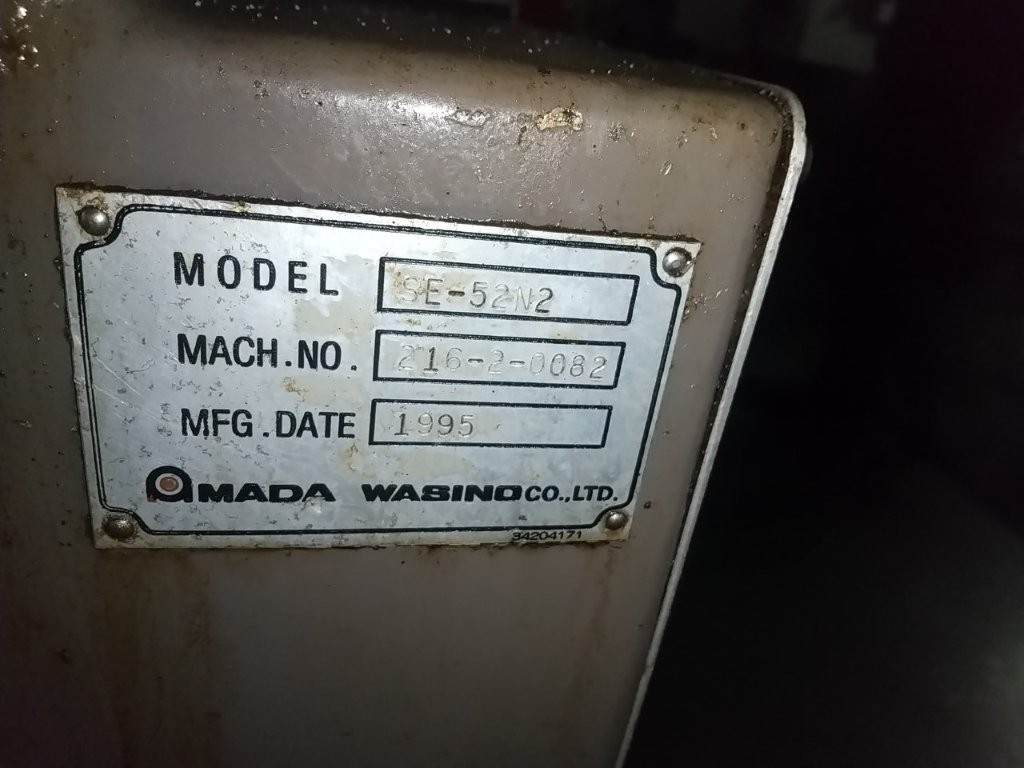 MODEL SE-52N2
MACH.NO. 216-2-0082
MFG.DATE 1995
AMADA WASINO CO.,LTD.
34204171